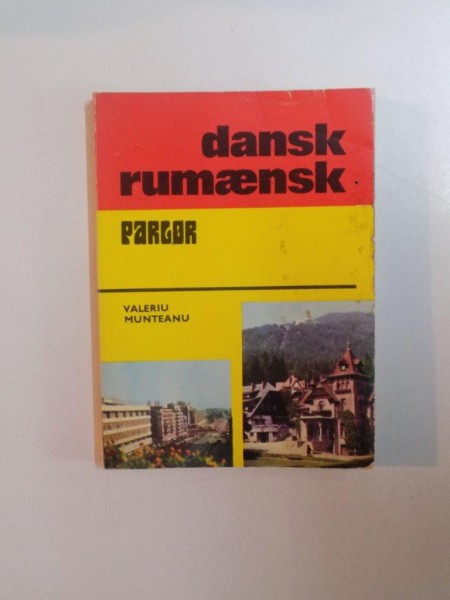 dansk
rumænsk
PARLØR
VALERIU
MUNTEANU